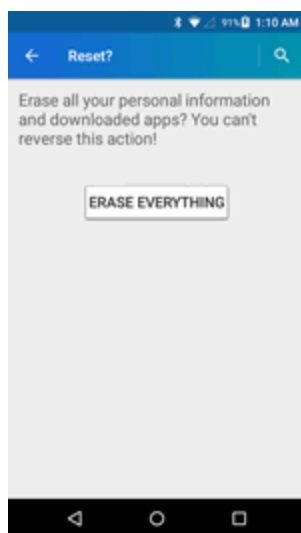 91% 1:10 AM
Reset?
Erase all your personal information
and downloaded apps? You can't
reverse this action!
ERASE EVERYTHING